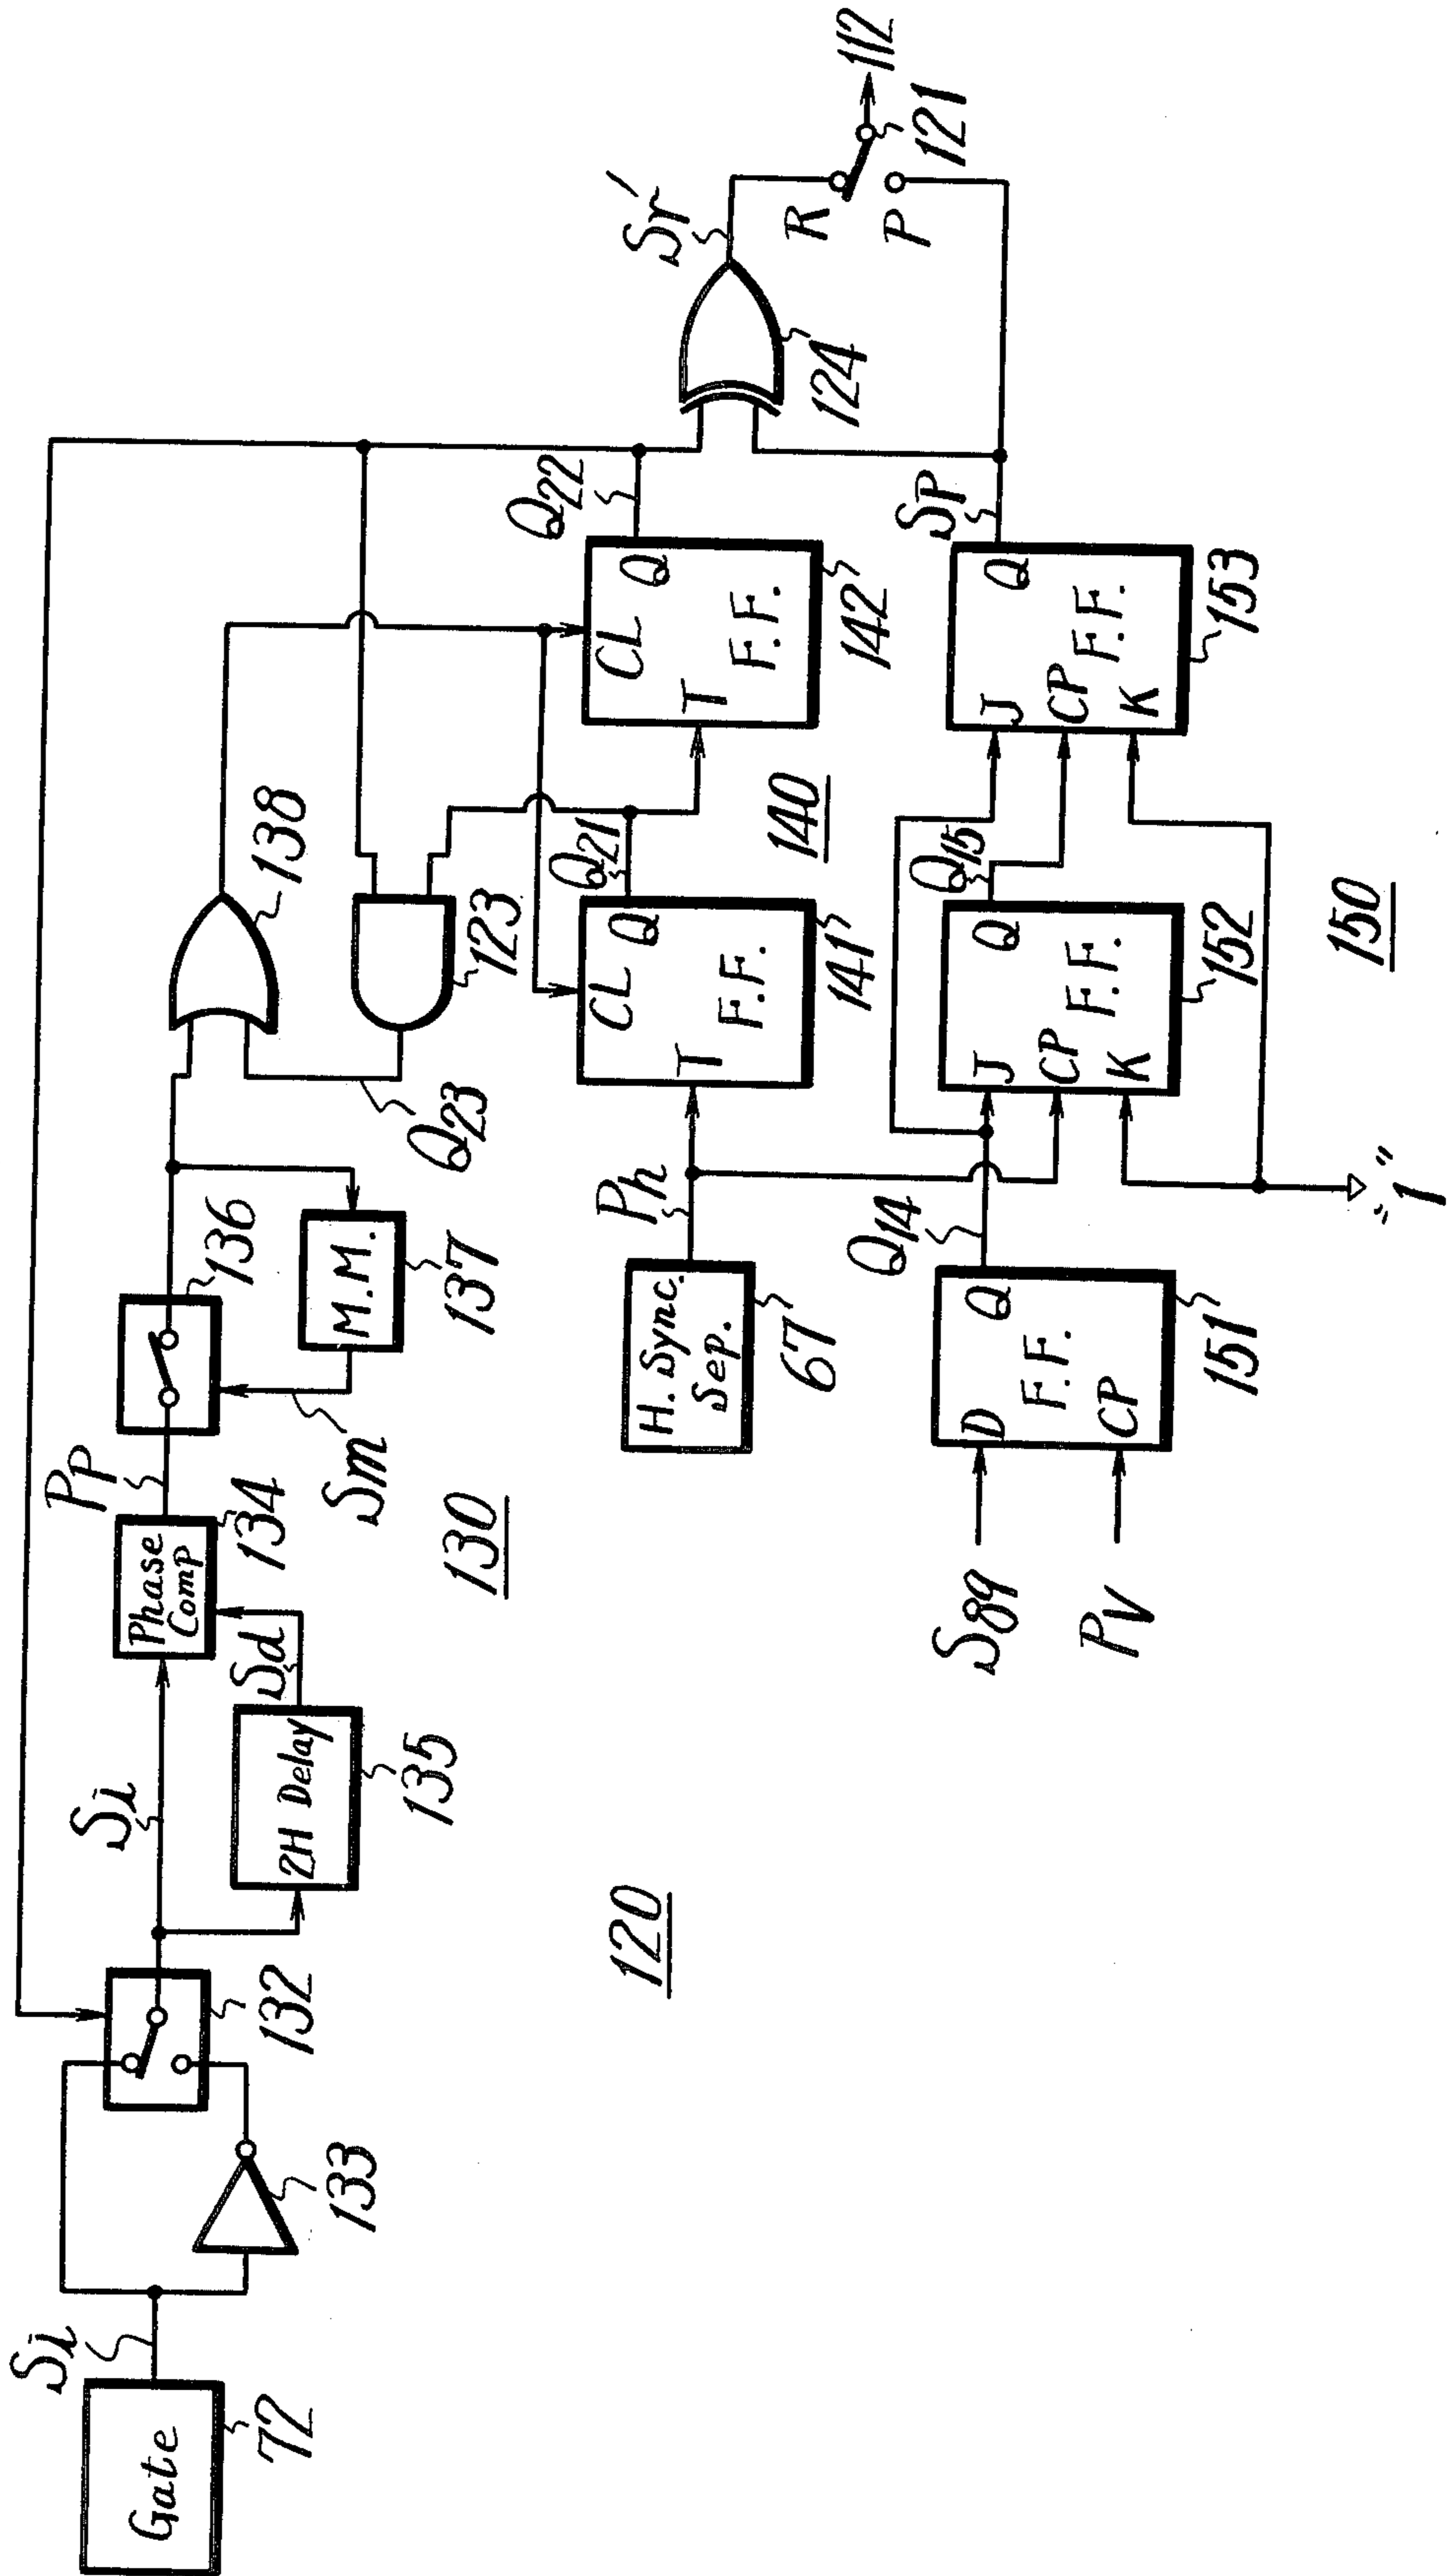 Gate
72
Si
133
132
Si
2H Delay
135
Sd
Phase
Comp
134
PP
136
M.M.
137
Sm
130
138
123
Q23
120
H. Sync.
Sep.
67
Ph
CL
Q
T
F.F.
141
Q21
140
CL
Q
T
F.F.
142
Q22
124
Sr'
R
P
121
112
S89
PV
D
Q
F.F.
CP
151
Q14
J
Q
CP
F.F.
K
152
Q15
J
Q
CP
F.F.
K
153
SP
"1"
150